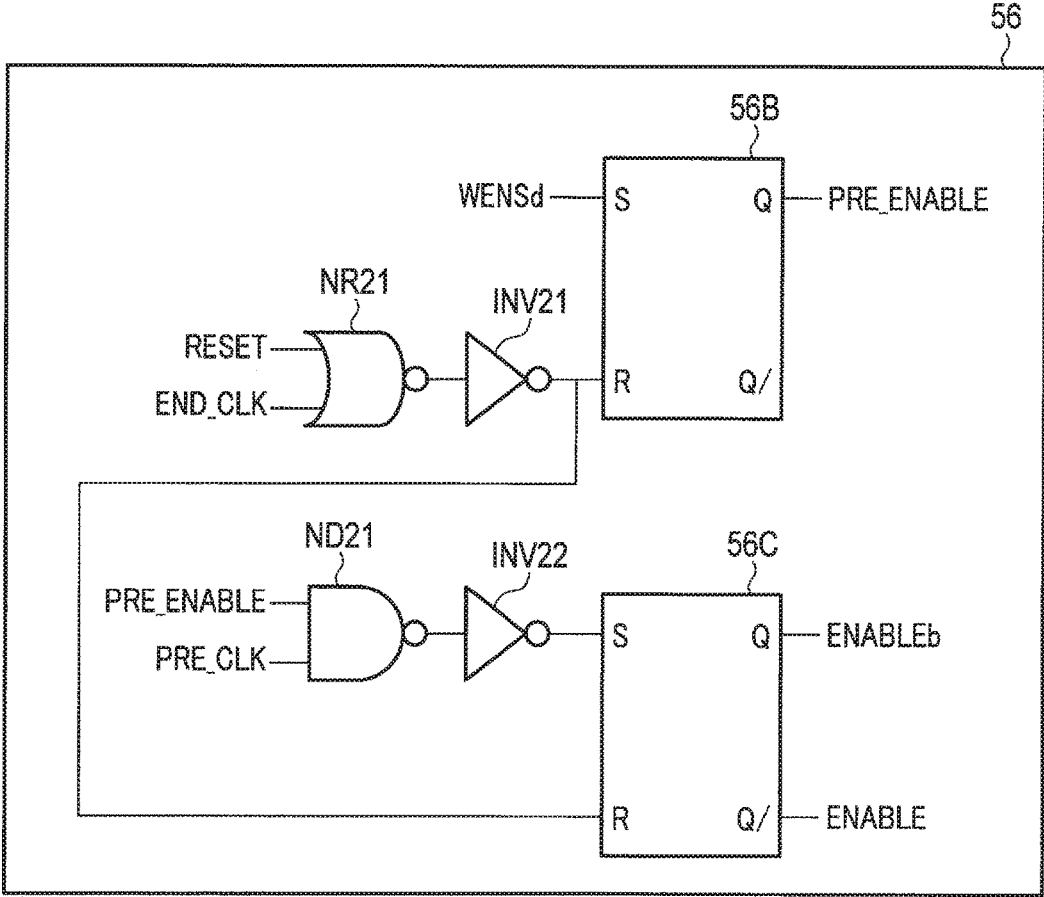 56
56B
WENSd
S
Q
PRE_ENABLE
NR21
INV21
RESET
END_CLK
R
Q/
ND21
INV22
56C
PRE_ENABLE
PRE_CLK
S
Q
ENABLEb
R
Q/
ENABLE